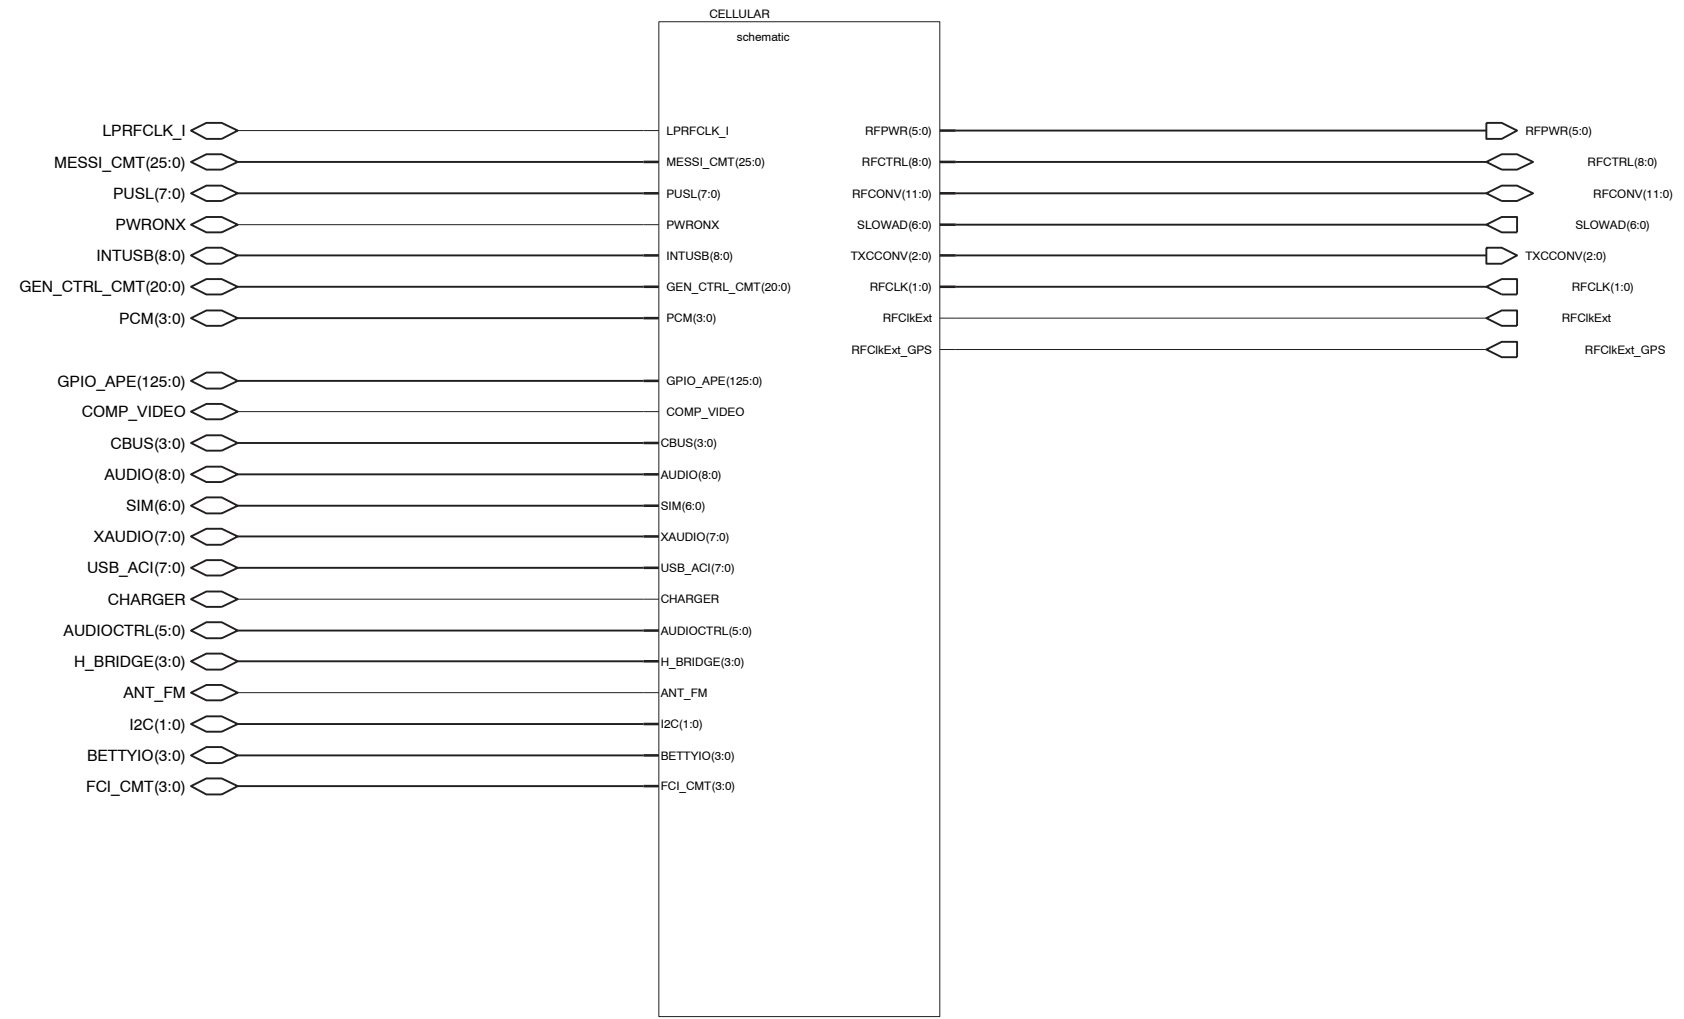 CELLULAR
schematic
LPRFCLK_I LPRFCLK_I RFPWR(5:0) RFPWR(5:0)
MESSI_CMT(25:0) MESSI_CMT(25:0) RFCTRL(8:0) RFCTRL(8:0)
PUSL(7:0) PUSL(7:0) RFCONV(11:0) RFCONV(11:0)
PWRONX PWRONX SLOWAD(6:0) SLOWAD(6:0)
INTUSB(8:0) INTUSB(8:0) TXCCONV(2:0) TXCCONV(2:0)
GEN_CTRL_CMT(20:0) GEN_CTRL_CMT(20:0) RFCLK(1:0) RFCLK(1:0)
PCM(3:0) PCM(3:0) RFClkExt RFClkExt
RFClkExt_GPS RFClkExt_GPS
GPIO_APE(125:0) GPIO_APE(125:0)
COMP_VIDEO COMP_VIDEO
CBUS(3:0) CBUS(3:0)
AUDIO(8:0) AUDIO(8:0)
SIM(6:0) SIM(6:0)
XAUDIO(7:0) XAUDIO(7:0)
USB_ACI(7:0) USB_ACI(7:0)
CHARGER CHARGER
AUDIOCTRL(5:0) AUDIOCTRL(5:0)
H_BRIDGE(3:0) H_BRIDGE(3:0)
ANT_FM ANT_FM
I2C(1:0) I2C(1:0)
BETTYIO(3:0) BETTYIO(3:0)
FCI_CMT(3:0) FCI_CMT(3:0)